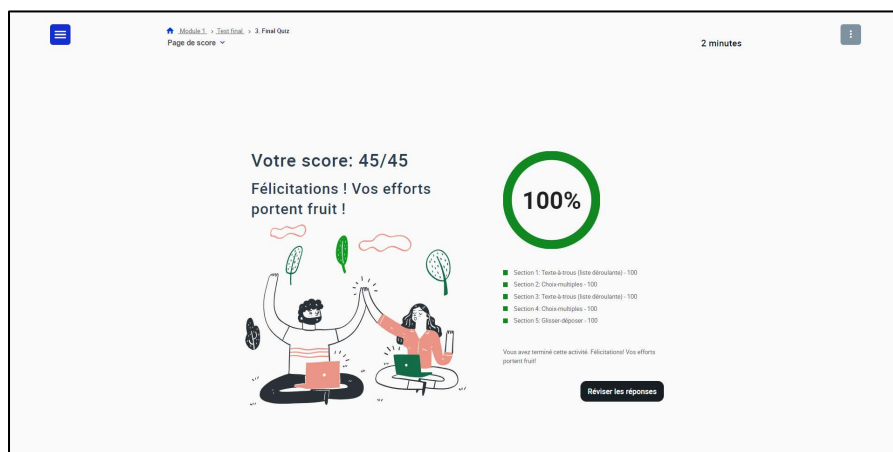 Module 1 > Test final > 3. Final Quiz
Page de score
2 minutes
Votre score: 45/45
Félicitations ! Vos efforts
portent fruit !
100%
Section 1: Texte-à-trous (liste déroulante) - 100
Section 2: Choix-multiples - 100
Section 3: Texte-à-trous (liste déroulante) - 100
Section 4: Choix-multiples - 100
Section 5: Glisser-déposer - 100
Vous avez terminé cette activité. Félicitations! Vos efforts
portent fruit!
Réviser les réponses